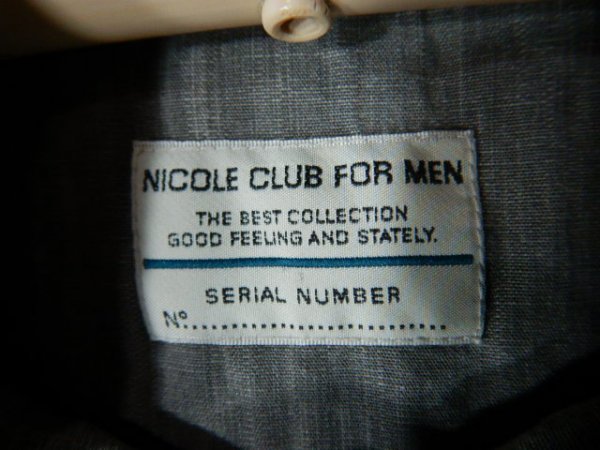 NICOLE CLUB FOR MEN
THE BEST COLLECTION
GOOD FEELING AND STATELY.
SERIAL NUMBER
Nº..............................